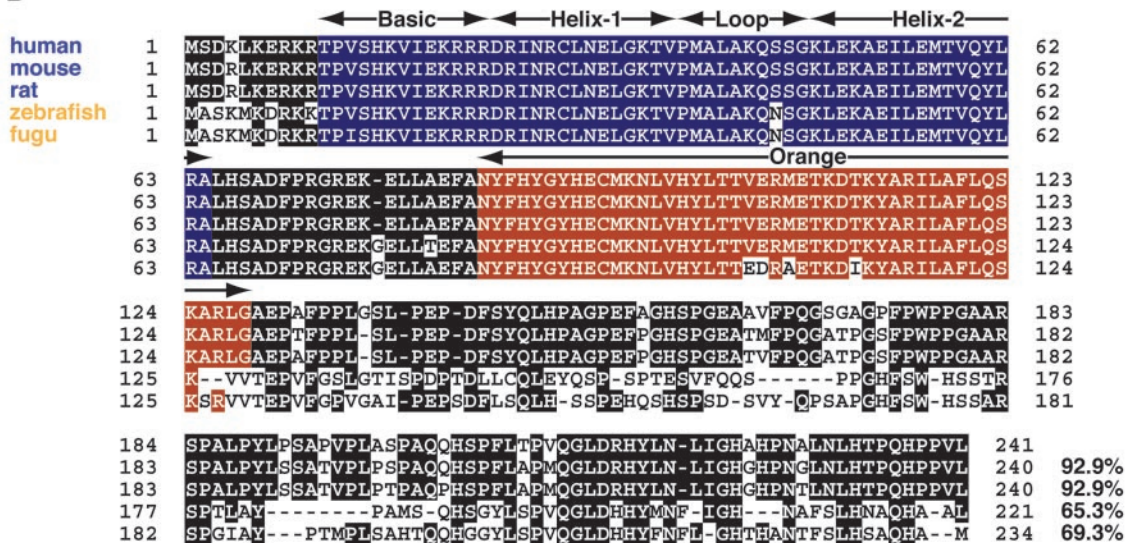 Basic Helix-1 Loop Helix-2
human 1 MSDKLKERKRTPVSHKVIEKRRRDRINRCLNELGKTVPMALAKQSSGKLEKAEILEMTVQYL 62
mouse 1 MSDRLKERKRTPVSHKVIEKRRRDRINRCLNELGKTVPMALAKQSSGKLEKAEILEMTVQYL 62
rat 1 MSDRLKERKRTPVSHKVIEKRRRDRINRCLNELGKTVPMALAKQSSGKLEKAEILEMTVQYL 62
zebrafish 1 MASKMKDRKKTPVSHKVIEKRRRDRINRCLNELGKTVPMALAKQNSGKLEKAEILEMTVQYL 62
fugu 1 MASKMKDRKRTPISHKVIEKRRRDRINRCLNELGKTVPMALAKQNSGKLEKAEILEMTVQYL 62
Orange
63 RALHSADFPRGREK-ELLAEFANYFHYGYHECMKNLVHYLTTVERMETKDTKYARILAFLQS 123
63 RALHSADFPRGREK-ELLAEFANYFHYGYHECMKNLVHYLTTVERMETKDTKYARILAFLQS 123
63 RALHSADFPRGREK-ELLAEFANYFHYGYHECMKNLVHYLTTVERMETKDTKYARILAFLQS 123
63 RALHSADFPRGREKGELLTEFANYFHYGYHECMKNLVHYLTTVERMETKDTKYARILAFLQS 124
63 RALHSADFPRGREKGELLAEFANYFHYGYHECMKNLVHYLTTEDRAETKDIKYARILAFLQS 124
124 KARLGAEPAFPPLGSL-PEP-DFSYQLHPAGPEFAGHSPGEAAVFPQGSGAGPFPWPPGAAR 183
124 KARLGAEPTFPPL-SL-PEP-DFSYQLHPAGPEFPGHSPGEATMFPQGATPGSFPWPPGAAR 182
124 KARLGAEPAFPPL-SL-PEP-DFSYQLHPAGPEFPGHSPGEATVFPQGATPGSFPWPPGAAR 182
125 K--VVTEPVFGSLGTISPDPTDLLCQLEYQSP-SPTESVFQQS------PPGHFSW-HSSTR 176
125 KSRVVTEPVFGPVGAI-PEPSDFLSQLH-SSPEHQSHSPSD-SVY-QPSAPGHFSW-HSSAR 181
184 SPALPYLPSAPVPLASPAQQHSPFLTPVQGLDRHYLN-LIGHAHPNALNLHTPQHPPVL 241
183 SPALPYLSSATVPLPSPAQQHSPFLAPMQGLDRHYLN-LIGHGHPNGLNLHTPQHPPVL 240 92.9%
183 SPALPYLSSATVPLPTPAQPHSPFLAPMQGLDRHYLN-LIGHGHPNTLNLHTPQHPPVL 240 92.9%
177 SPTLAY--------PAMS-QHSGYLSPVQGLDHHYMNF-IGH--NAFSLHNAQHA-AL 221 65.3%
182 SPGIAY---PTMPLSAHTQQHGGYLSPVQGLDHYFNFL-GHTHANTFSLHSAQHA--M 234 69.3%